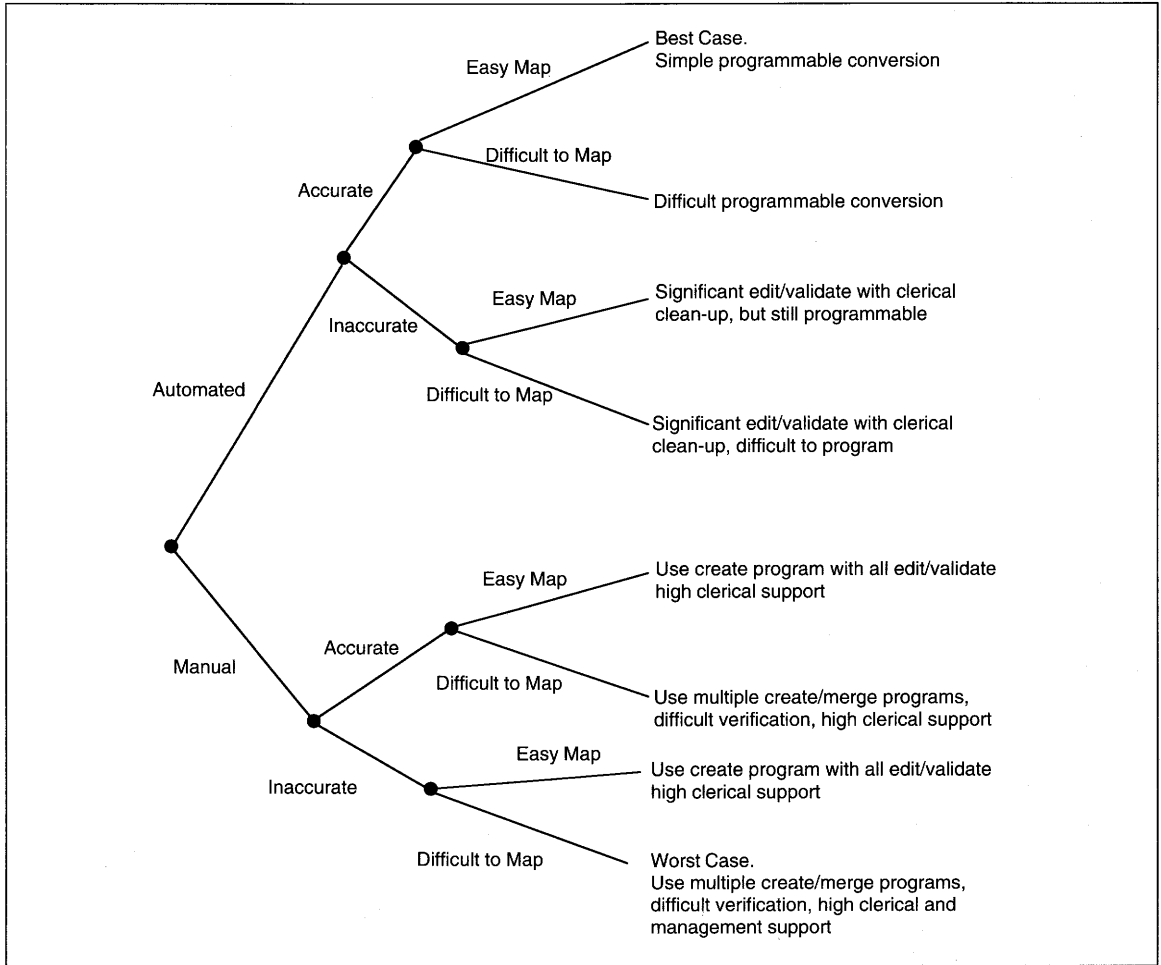 Best Case.
Simple programmable conversion
Easy Map
Difficult to Map
Accurate
Difficult programmable conversion
Easy Map
Significant edit/validate with clerical
clean-up, but still programmable
Inaccurate
Automated
Difficult to Map
Significant edit/validate with clerical
clean-up, difficult to program
Easy Map
Use create program with all edit/validate
high clerical support
Accurate
Manual
Difficult to Map
Use multiple create/merge programs,
difficult verification, high clerical support
Easy Map
Use create program with all edit/validate
high clerical support
Inaccurate
Difficult to Map
Worst Case.
Use multiple create/merge programs,
difficult verification, high clerical and
management support